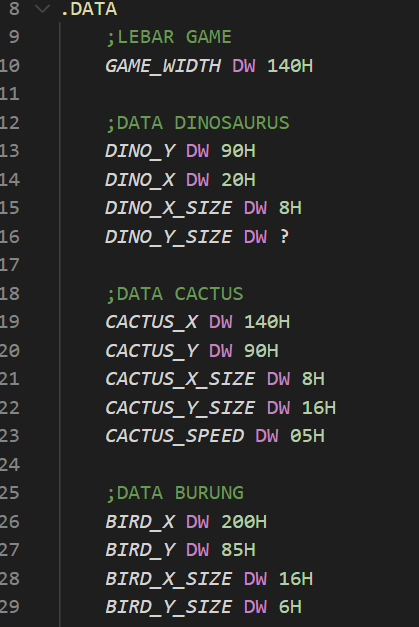 8 .DATA
9 ;LEBAR GAME
10 GAME_WIDTH DW 140H
11
12 ;DATA DINOSAURUS
13 DINO_Y DW 90H
14 DINO_X DW 20H
15 DINO_X_SIZE DW 8H
16 DINO_Y_SIZE DW ?
17
18 ;DATA CACTUS
19 CACTUS_X DW 140H
20 CACTUS_Y DW 90H
21 CACTUS_X_SIZE DW 8H
22 CACTUS_Y_SIZE DW 16H
23 CACTUS_SPEED DW 05H
24
25 ;DATA BURUNG
26 BIRD_X DW 200H
27 BIRD_Y DW 85H
28 BIRD_X_SIZE DW 16H
29 BIRD_Y_SIZE DW 6H